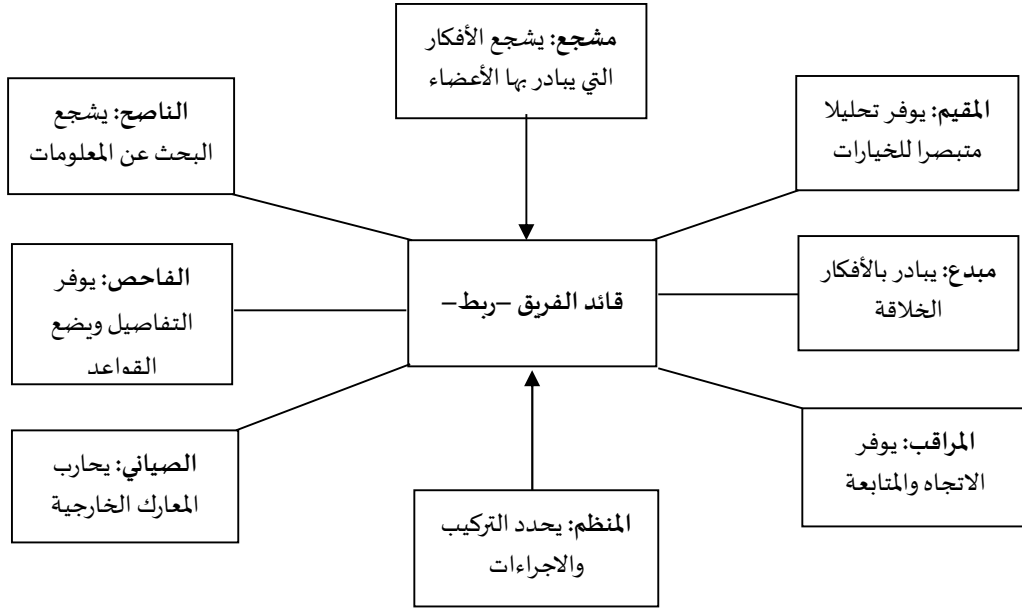 مشجع: يشجع الأفكار
التي يبادر بها الأعضاء
المقيم: يوفر تحليلا
متبصرا للخيارات
الناصح: يشجع
البحث عن المعلومات
مبدع: يبادر بالأفكار
الخلاقة
قائد الفريق –ربط–
الفاحص: يوفر
التفاصيل ويضع
القواعد
المراقب: يوفر
الاتجاه والمتابعة
الصياني: يحارب
المعارك الخارجية
المنظم: يحدد التركيب
والاجراءات